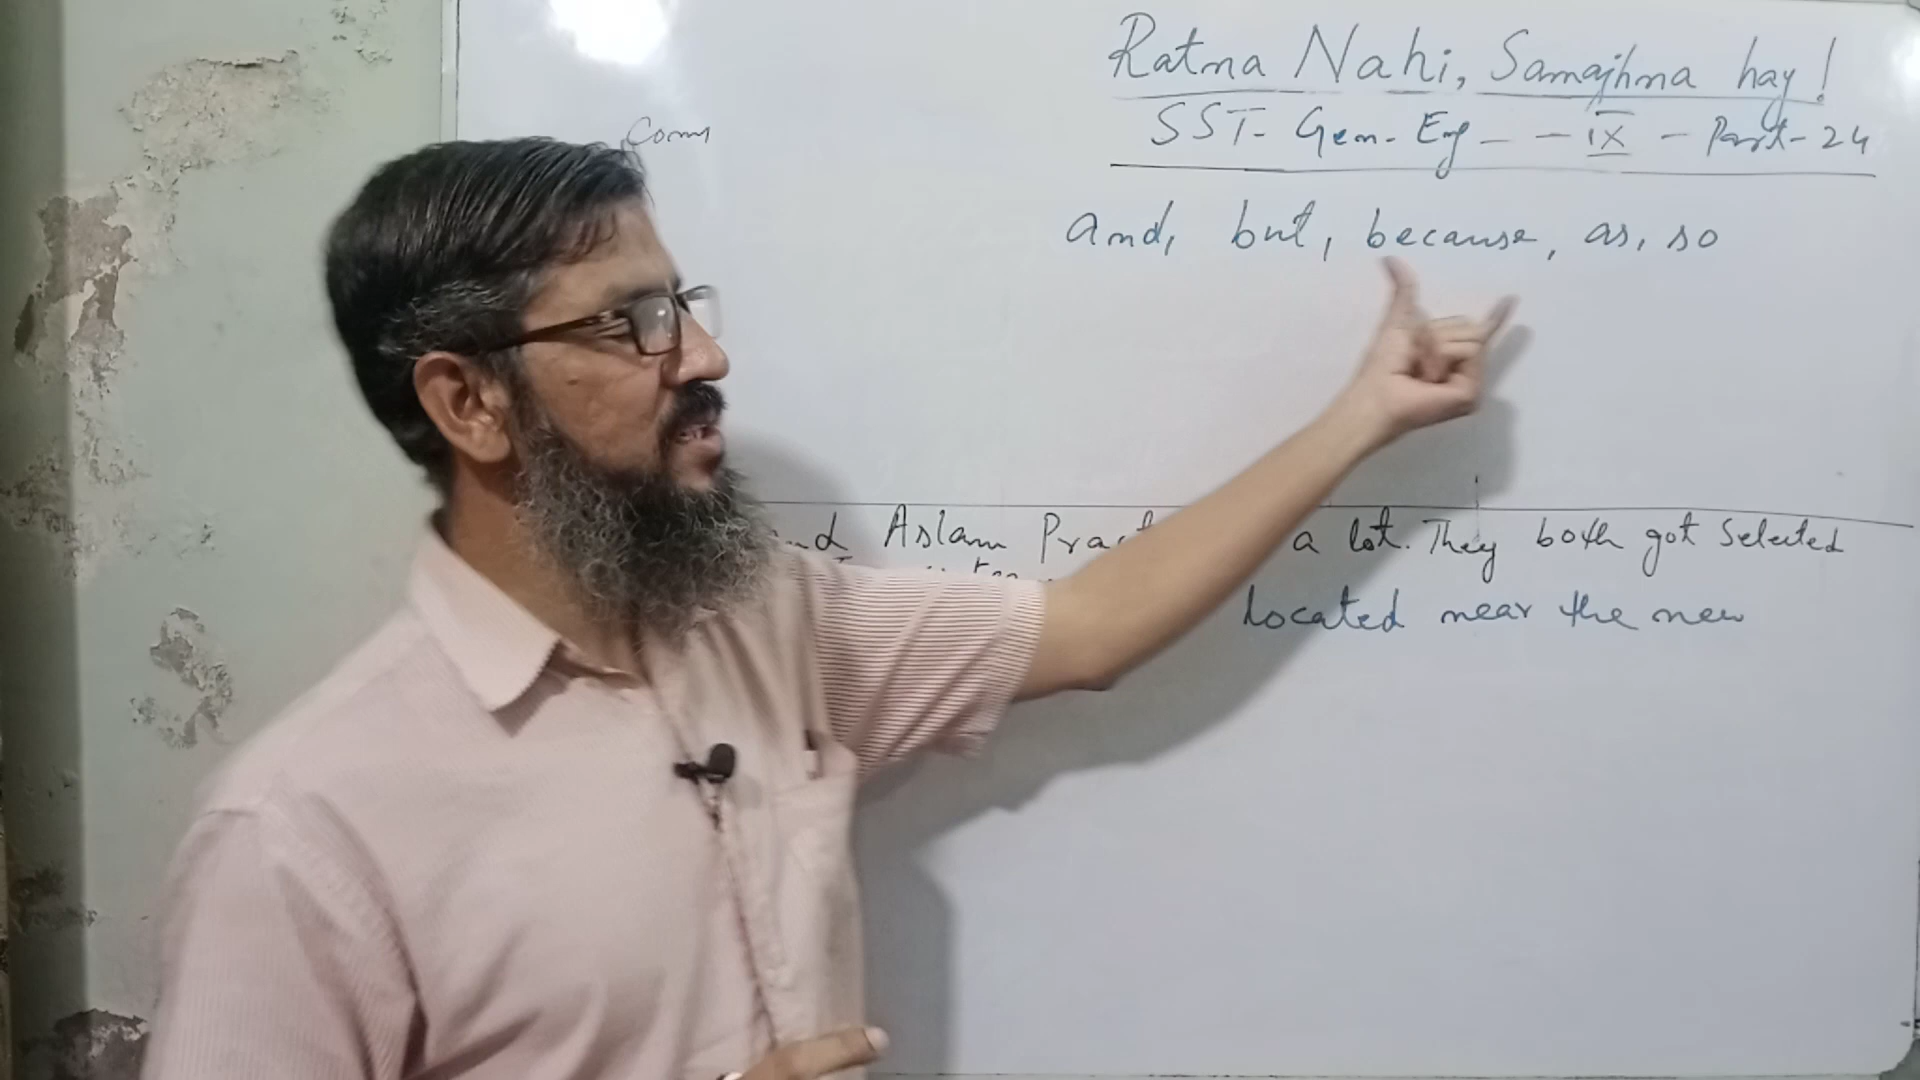 Ratna Nahi, Samajhna hay!
SST- Gen- Eng - - IX - Part- 24
and, but, because, as, so
Aslam a lot. They both got Selected
located near the new